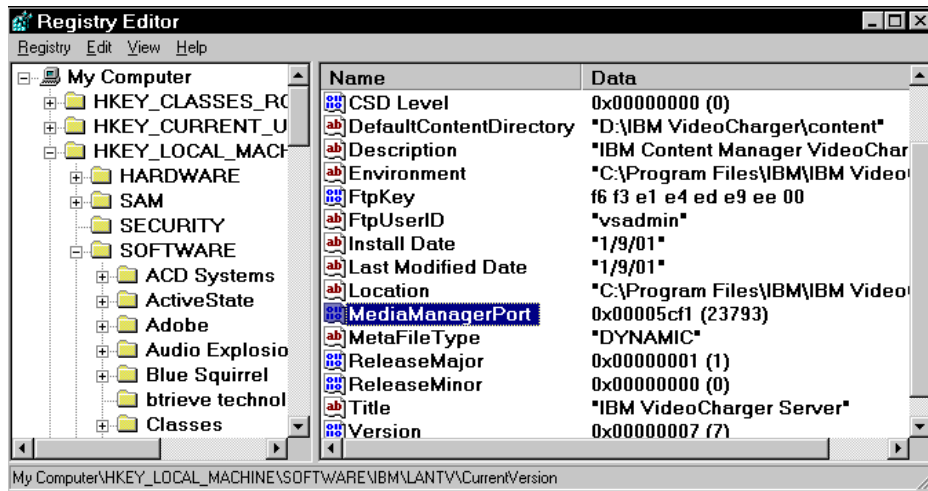 Registry Editor
Registry Edit View Help
My Computer
HKEY_CLASSES_RO
HKEY_CURRENT_U
HKEY_LOCAL_MACH
HARDWARE
SAM
SECURITY
SOFTWARE
ACD Systems
ActiveState
Adobe
Audio Explosio
Blue Squirrel
btrieve technol
Classes
Name Data
CSD Level 0x00000000 (0)
DefaultContentDirectory "D:\IBM VideoCharger\content"
Description "IBM Content Manager VideoChar
Environment "C:\Program Files\IBM\IBM Video
FtpKey f6 f3 e1 e4 ed e9 ee 00
FtpUserID "vsadmin"
Install Date "1/9/01"
Last Modified Date "1/9/01"
Location "C:\Program Files\IBM\IBM Video
MediaManagerPort 0x00005cf1 (23793)
MetaFileType "DYNAMIC"
ReleaseMajor 0x00000001 (1)
ReleaseMinor 0x00000000 (0)
Title "IBM VideoCharger Server"
Version 0x00000007 (7)
My Computer\HKEY_LOCAL_MACHINE\SOFTWARE\IBM\LANTV\CurrentVersion